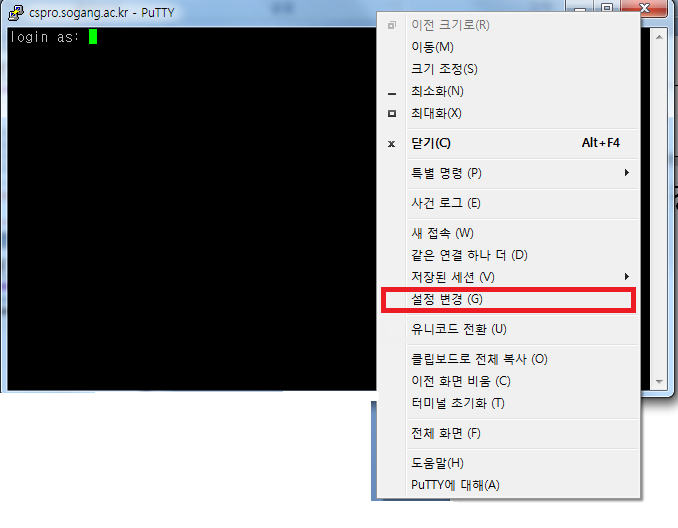 cspro.sogang.ac.kr - PuTTY
login as:
이전 크기로(R)
이동(M)
크기 조정(S)
최소화(N)
최대화(X)
닫기(C) Alt+F4
특별 명령 (P)
사건 로그 (E)
새 접속 (W)
같은 연결 하나 더 (D)
저장된 세션 (V)
설정 변경 (G)
유니코드 전환 (U)
클립보드로 전체 복사 (O)
이전 화면 비움 (C)
터미널 초기화 (T)
전체 화면 (F)
도움말(H)
PuTTY에 대해(A)